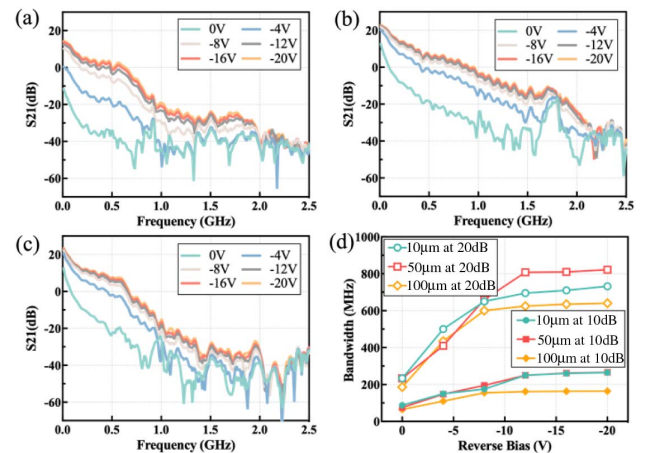 (a)
20
0
-20
-40
-60
S21(dB)
0V -4V
-8V -12V
-16V -20V
0.0 0.5 1.0 1.5 2.0 2.5
Frequency (GHz)
(b)
20
0
-20
-40
-60
S21(dB)
0V -4V
-8V -12V
-16V -20V
0.0 0.5 1.0 1.5 2.0 2.5
Frequency (GHz)
(c)
20
0
-20
-40
-60
S21(dB)
0V -4V
-8V -12V
-16V -20V
0.0 0.5 1.0 1.5 2.0 2.5
Frequency (GHz)
(d)
1000
800
600
400
200
0
Bandwidth (MHz)
10μm at 20dB
50μm at 20dB
100μm at 20dB
10μm at 10dB
50μm at 10dB
100μm at 10dB
0 -5 -10 -15 -20
Reverse Bias (V)